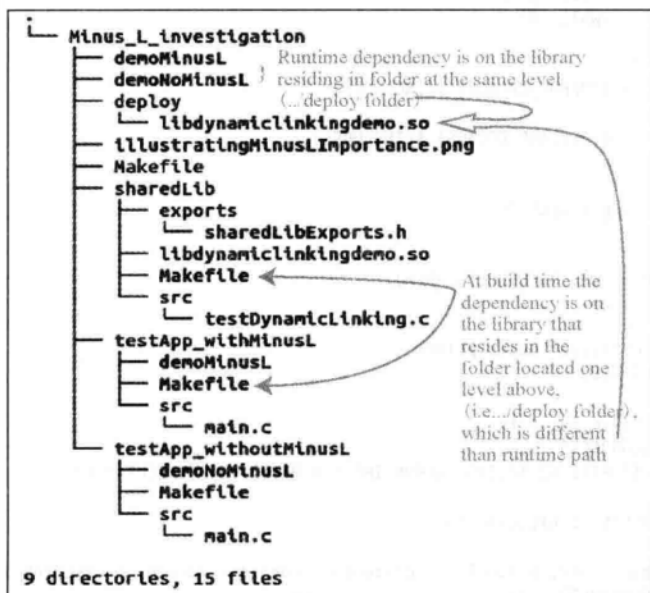 .
└── Minus_L_investigation
├── demoMinusL
├── demoNoMinusL
├── deploy
│   └── libdynamiclinkingdemo.so
├── illustratingMinusLImportance.png
├── Makefile
├── sharedLib
│   ├── exports
│   │   └── sharedLibExports.h
│   ├── libdynamiclinkingdemo.so
│   ├── Makefile
│   └── src
│       └── testDynamicLinking.c
├── testApp_withMinusL
│   ├── demoMinusL
│   ├── Makefile
│   └── src
│       └── main.c
└── testApp_withoutMinusL
├── demoNoMinusL
├── Makefile
└── src
└── main.c
9 directories, 15 files
} Runtime dependency is on the library
residing in folder at the same level
(.../deploy folder)
At build time the
dependency is on
the library that
resides in the
folder located one
level above,
(i.e.../deploy folder),
which is different
than runtime path